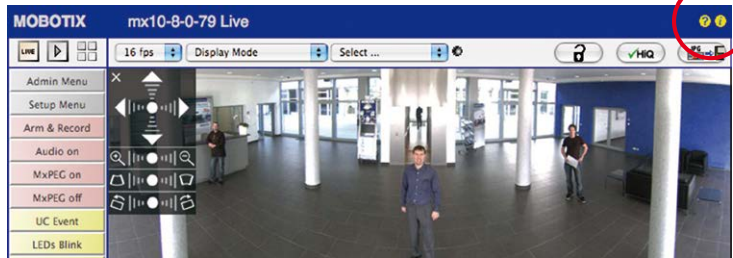 MOBOTIX mx10-8-0-79 Live ? i
LIVE 16 fps Display Mode Select ... ✓HiQ
Admin Menu
Setup Menu
Arm & Record
Audio on
MxPEG on
MxPEG off
UC Event
LEDs Blink